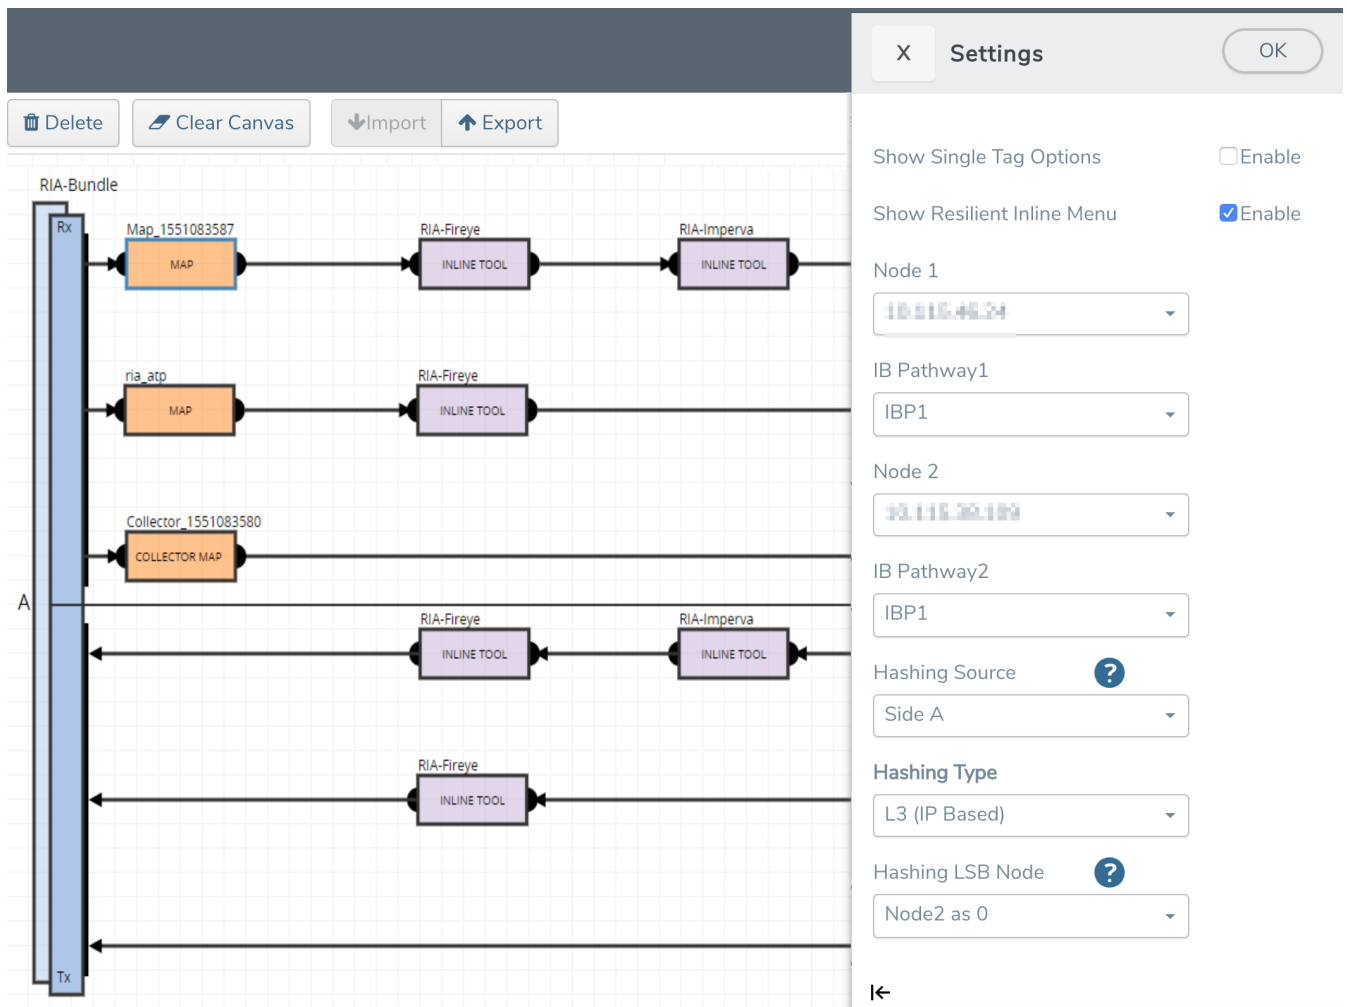 X Settings OK
Delete Clear Canvas Import Export
RIA-Bundle
Rx
Map_1551083587 RIA-Fireye RIA-Imperva
MAP INLINE TOOL INLINE TOOL
ria_atp RIA-Fireye
MAP INLINE TOOL
Collector_1551083580
COLLECTOR MAP
A
RIA-Fireye RIA-Imperva
INLINE TOOL INLINE TOOL
RIA-Fireye
INLINE TOOL
Tx
Show Single Tag Options Enable
Show Resilient Inline Menu Enable
Node 1
IB Pathway1
IBP1
Node 2
IB Pathway2
IBP1
Hashing Source ?
Side A
Hashing Type
L3 (IP Based)
Hashing LSB Node ?
Node2 as 0